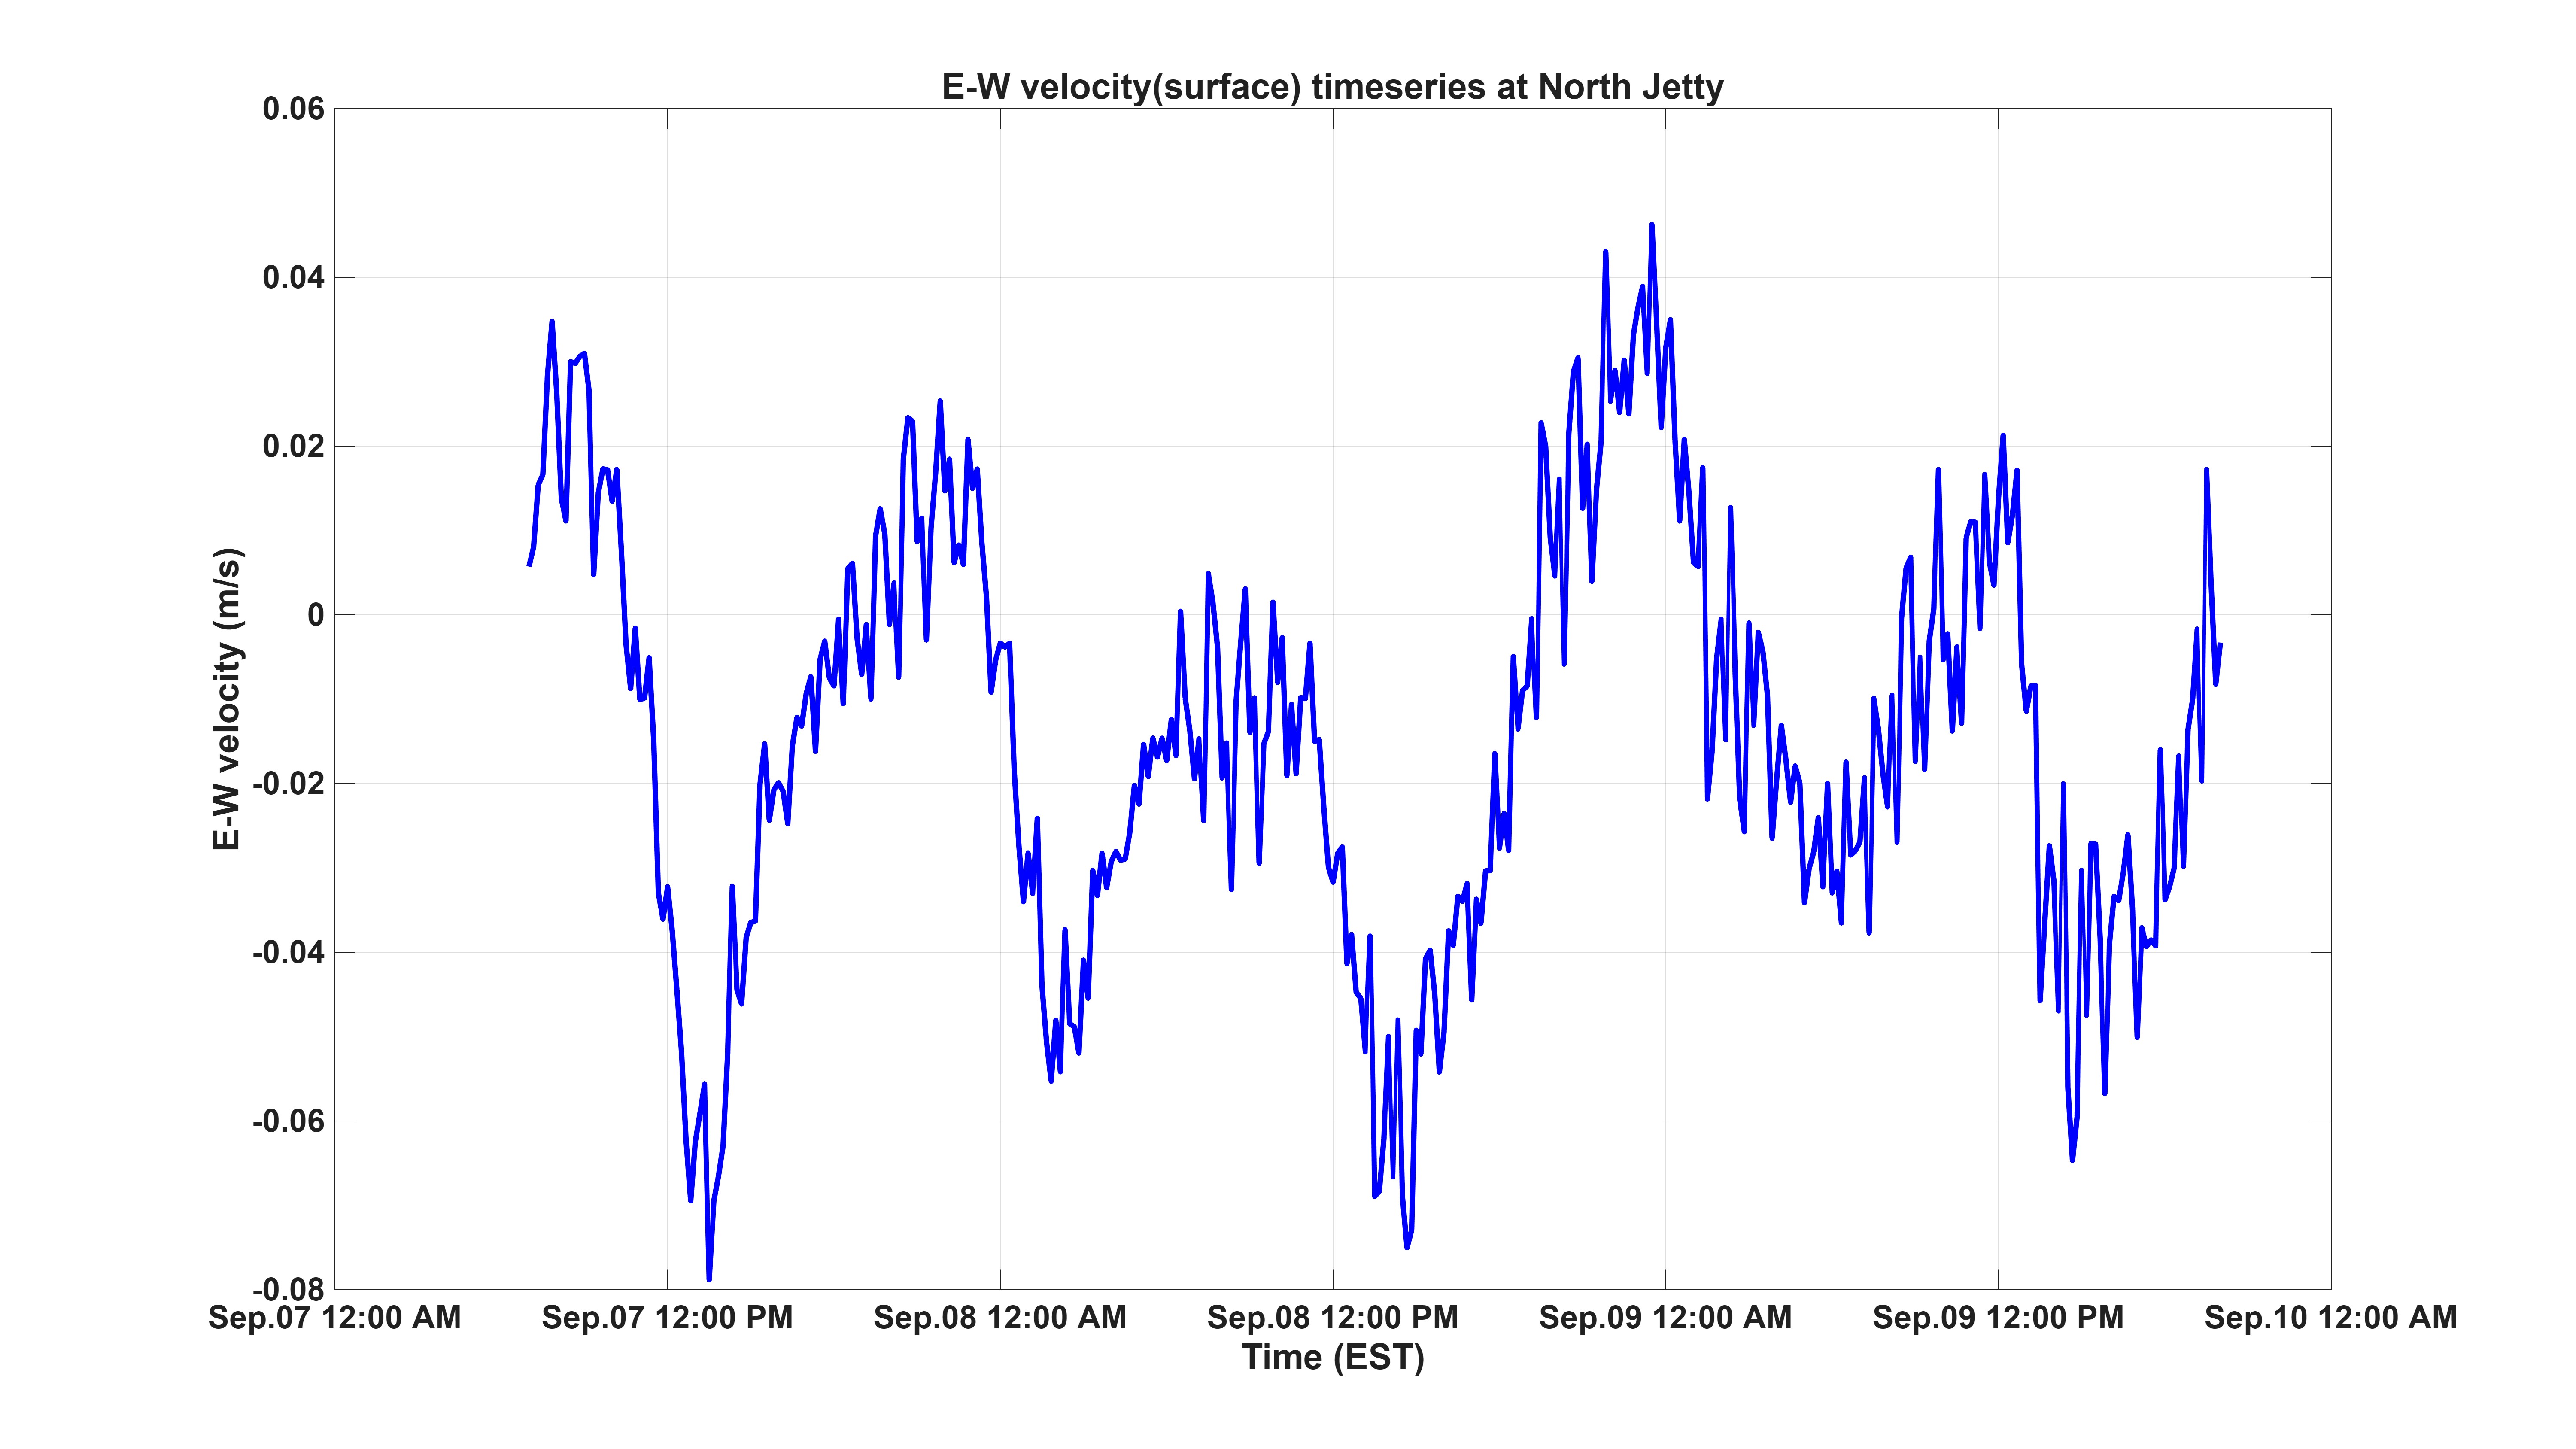 E-W velocity(surface) timeseries at North Jetty
0.06
0.04
0.02
0
-0.02
-0.04
-0.06
-0.08
E-W velocity (m/s)
Sep.07 12:00 AM Sep.07 12:00 PM Sep.08 12:00 AM Sep.08 12:00 PM Sep.09 12:00 AM Sep.09 12:00 PM Sep.10 12:00 AM
Time (EST)